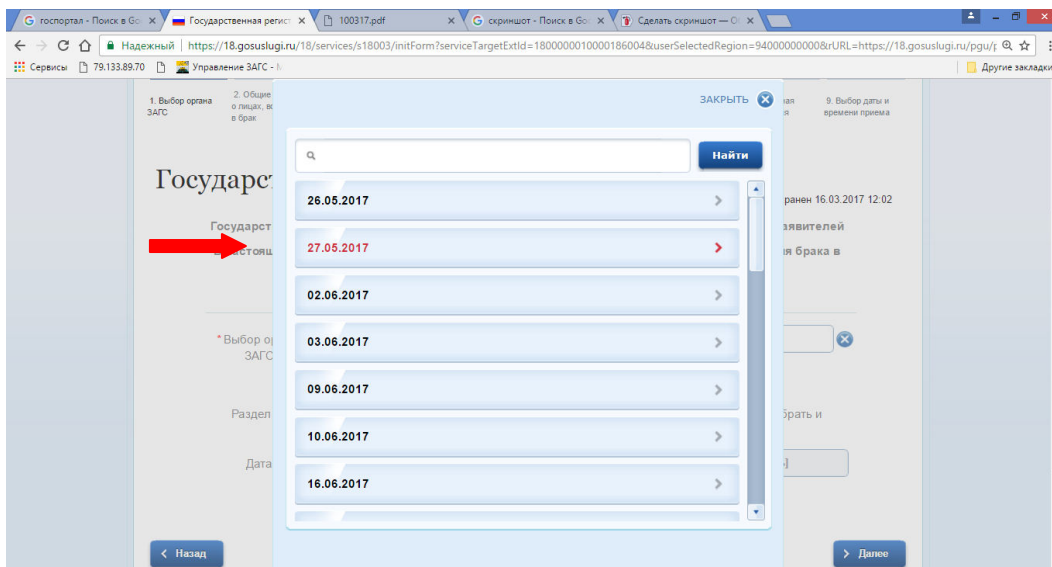 госпортал - Поиск в Go
Государственная регист
100317.pdf
скриншот - Поиск в Go
Сделать скриншот — О
Надежный
https://18.gosuslugi.ru/18/services/s18003/initForm?serviceTargetExtId=1800000010000186004&userSelectedRegion=94000000000&rURL=https://18.gosuslugi.ru/pgu/
Сервисы
79.133.89.70
Управление ЗАГС -
Другие закладки
1. Выбор органа
ЗАГС
2. Общие
о лицах, вс
в брак
ЗАКРЫТЬ
ная
9. Выбор даты и
времени приема
Найти
Государс
26.05.2017
ранен 16.03.2017 12:02
Государст
аявителей
27.05.2017
стоящ
я брака в
02.06.2017
*Выбор ор
ЗАГС
03.06.2017
09.06.2017
Раздел
брать и
10.06.2017
Дата
16.06.2017
Назад
Далее